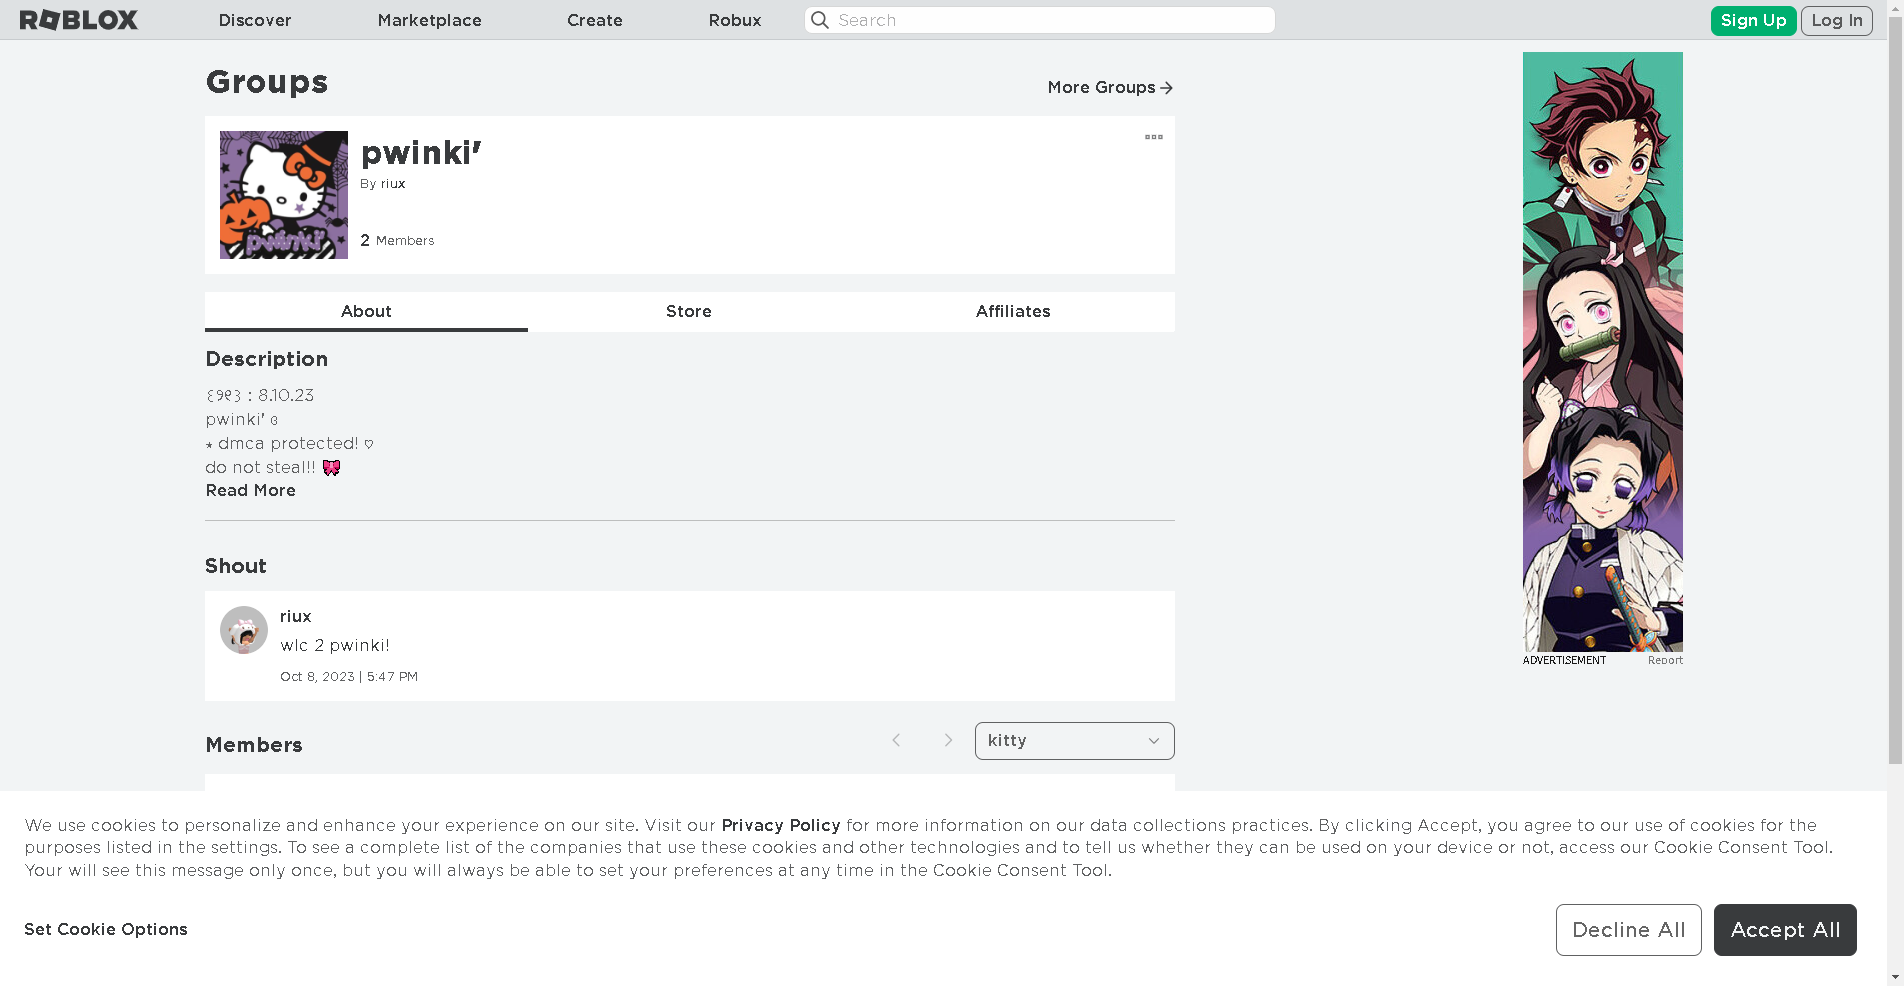 ROBLOX
Discover
Marketplace
Create
Robux
Search
Sign Up
Log In
Groups
More Groups
pwinki'
pwinki'
By riux
2 Members
About
Store
Affiliates
Description
꒰୨୧꒱ : 8.10.23
pwinki' ɞ
⋆ dmca protected! ♡
do not steal!! 🎀
Read More
Shout
riux
wlc 2 pwinki!
Oct 8, 2023 | 5:47 PM
ADVERTISEMENT
Report
Members
kitty
We use cookies to personalize and enhance your experience on our site. Visit our Privacy Policy for more information on our data collections practices. By clicking Accept, you agree to our use of cookies for the
purposes listed in the settings. To see a complete list of the companies that use these cookies and other technologies and to tell us whether they can be used on your device or not, access our Cookie Consent Tool.
Your will see this message only once, but you will always be able to set your preferences at any time in the Cookie Consent Tool.
Set Cookie Options
Decline All
Accept All